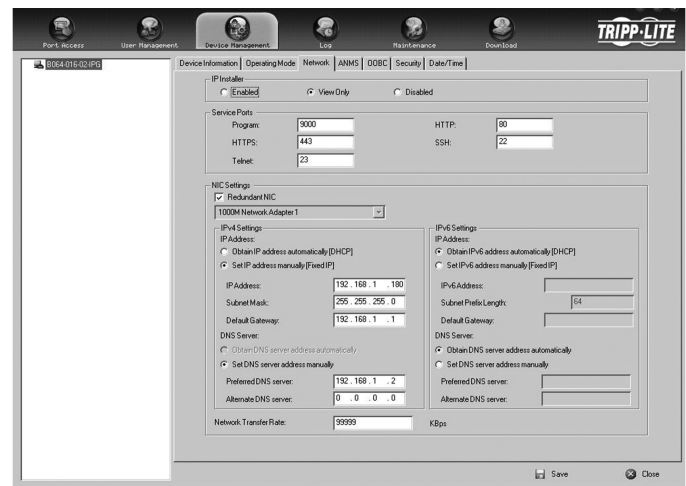 Port Access User Management Device Management Log Maintenance Download TRIPP·LITE
B064-016-02-IPG
Device Information Operating Mode Network ANMS OOBC Security Date/Time
IP Installer
Enabled View Only Disabled
Service Ports
Program: 9000 HTTP: 80
HTTPS: 443 SSH: 22
Telnet: 23
NIC Settings
Redundant NIC
1000M Network Adapter 1
IPv4 Settings
IP Address:
Obtain IP address automatically [DHCP]
Set IP address manually [Fixed IP]
IP Address: 192 . 168 . 1 . 180
Subnet Mask: 255 . 255 . 255 . 0
Default Gateway: 192 . 168 . 1 . 1
DNS Server:
Obtain DNS server address automatically
Set DNS server address manually
Preferred DNS server: 192 . 168 . 1 . 2
Alternate DNS server: 0 . 0 . 0 . 0
IPv6 Settings
IP Address:
Obtain IPv6 address automatically [DHCP]
Set IPv6 address manually [Fixed IP]
IPv6 Address:
Subnet Prefix Length: 64
Default Gateway:
DNS Server:
Obtain DNS server address automatically
Set DNS server address manually
Preferred DNS server:
Alternate DNS server:
Network Transfer Rate: 99999 KBps
Save Close